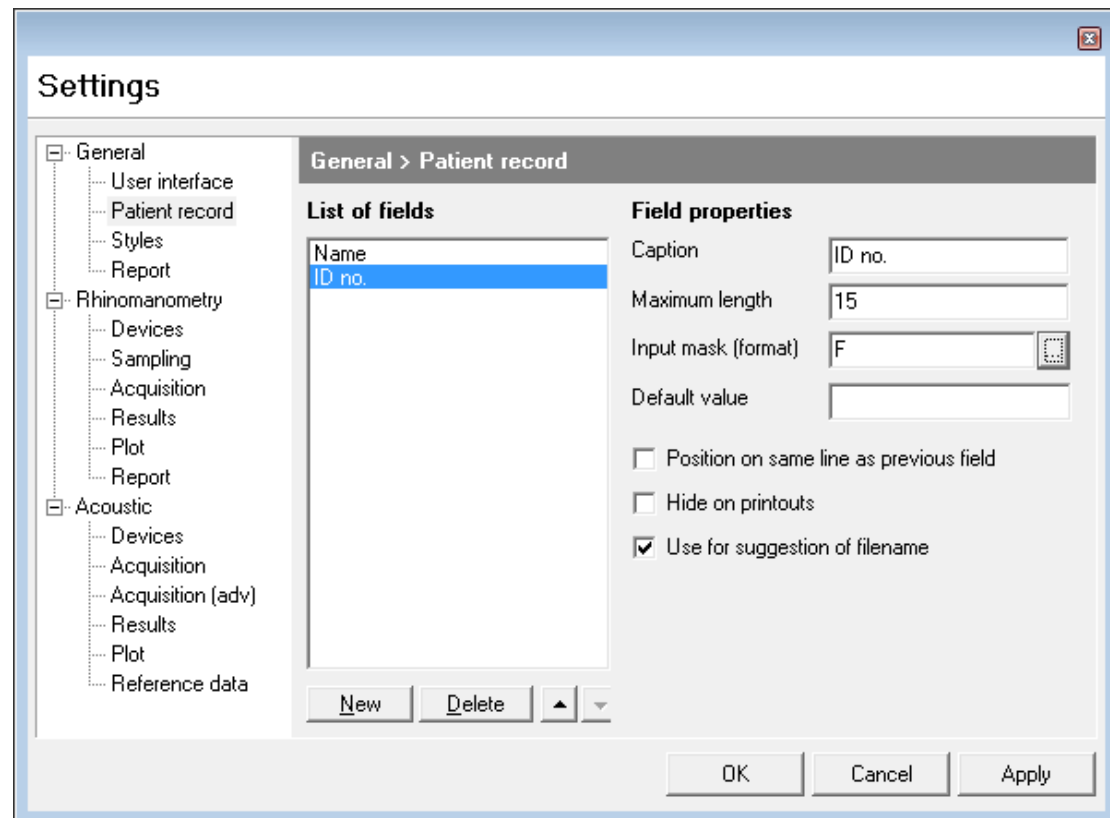 Settings
General
User interface
Patient record
Styles
Report
Rhinomanometry
Devices
Sampling
Acquisition
Results
Plot
Report
Acoustic
Devices
Acquisition
Acquisition (adv)
Results
Plot
Reference data
General > Patient record
List of fields
Name
ID no.
New Delete
Field properties
Caption ID no.
Maximum length 15
Input mask (format) F ...
Default value
Position on same line as previous field
Hide on printouts
Use for suggestion of filename
OK Cancel Apply